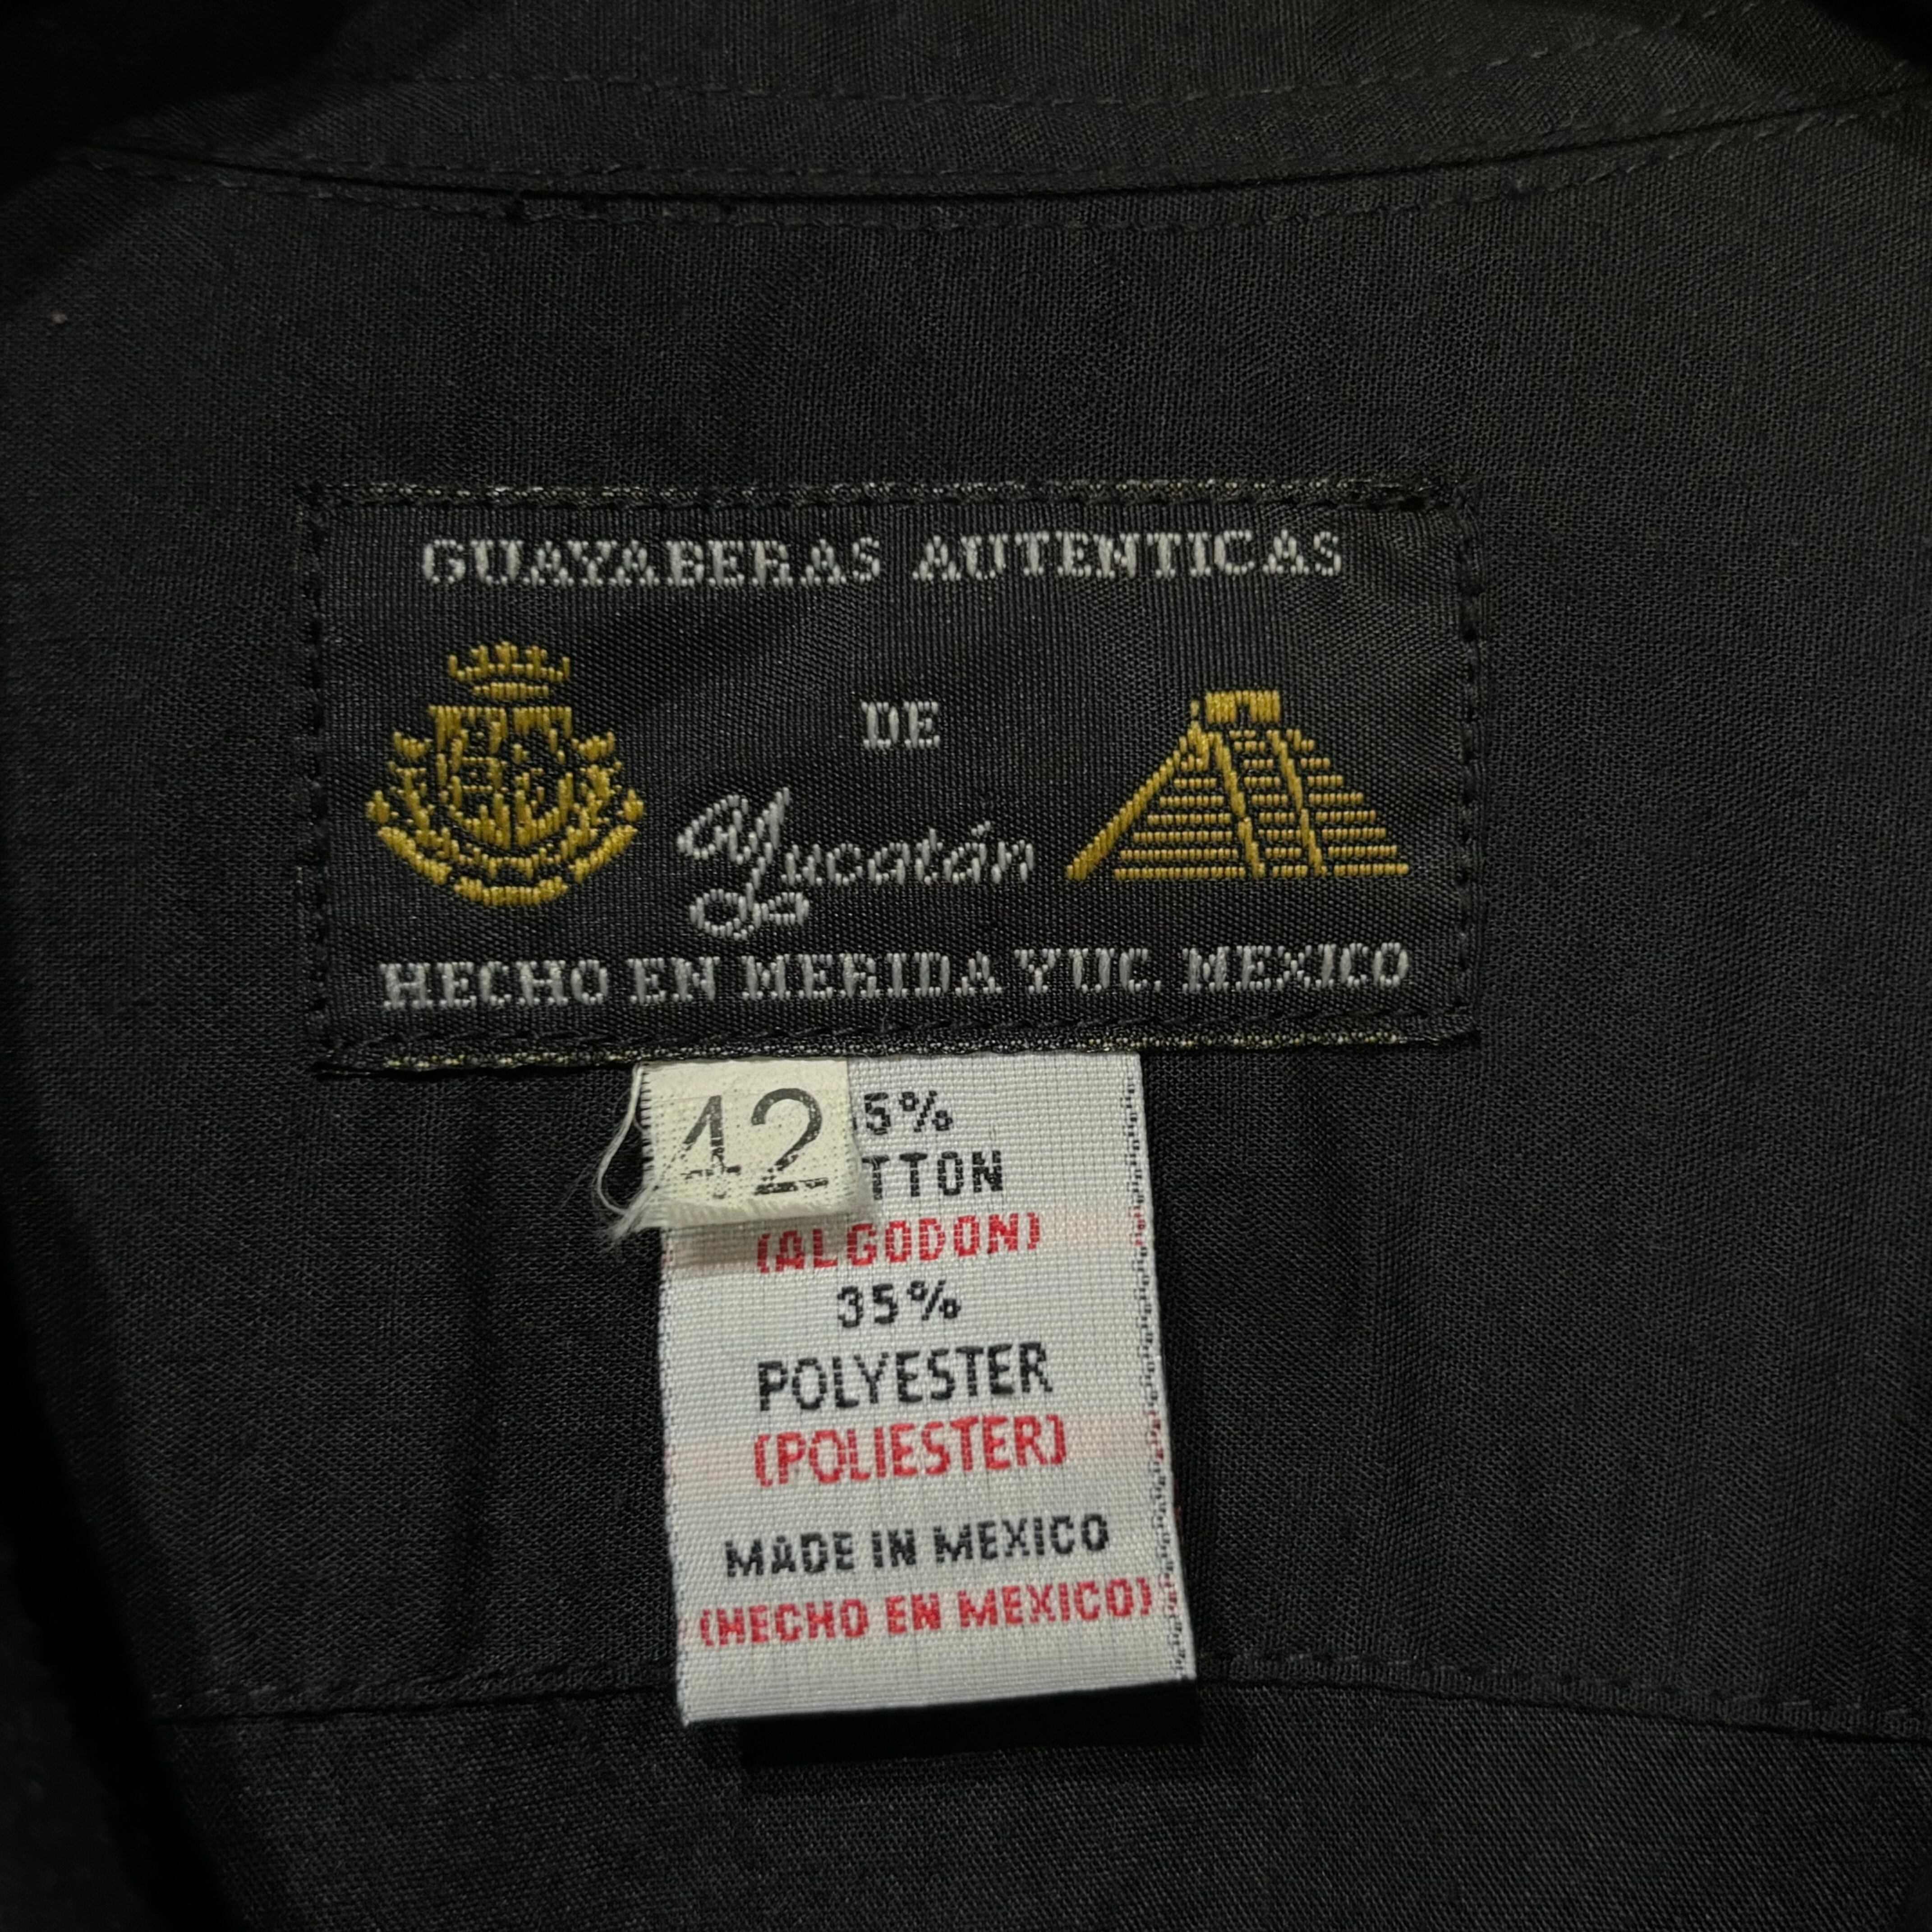 GUAYABERAS AUTENTICAS
DE
Yucatán
HECHO EN MERIDA YUC. MEXICO
42
5%
TTON
(ALGODON)
35%
POLYESTER
(POLIESTER)
MADE IN MEXICO
(HECHO EN MEXICO)